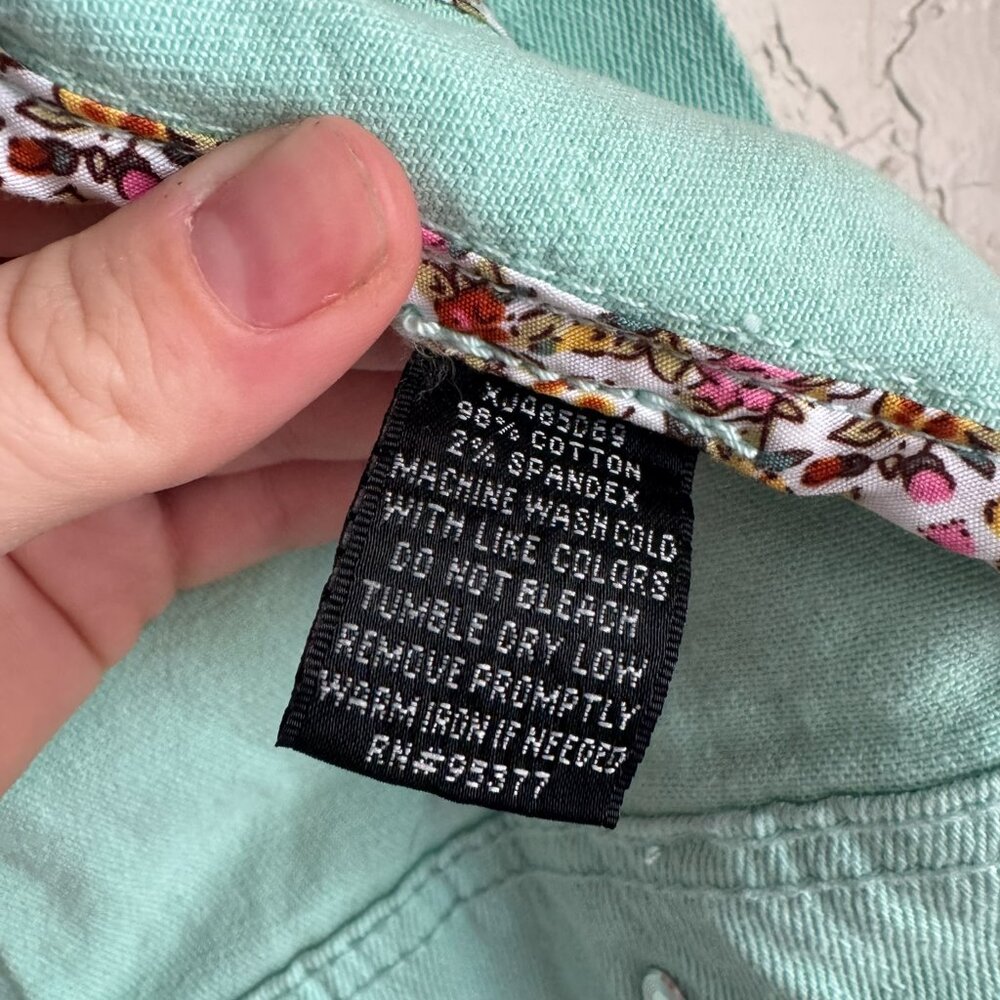 XJQ65D69
98% COTTON
2% SPANDEX
MACHINE WASH COLD
WITH LIKE COLORS
DO NOT BLEACH
TUMBLE DRY LOW
REMOVE PROMPTLY
WARM IRON IF NEEDED
RN#95377